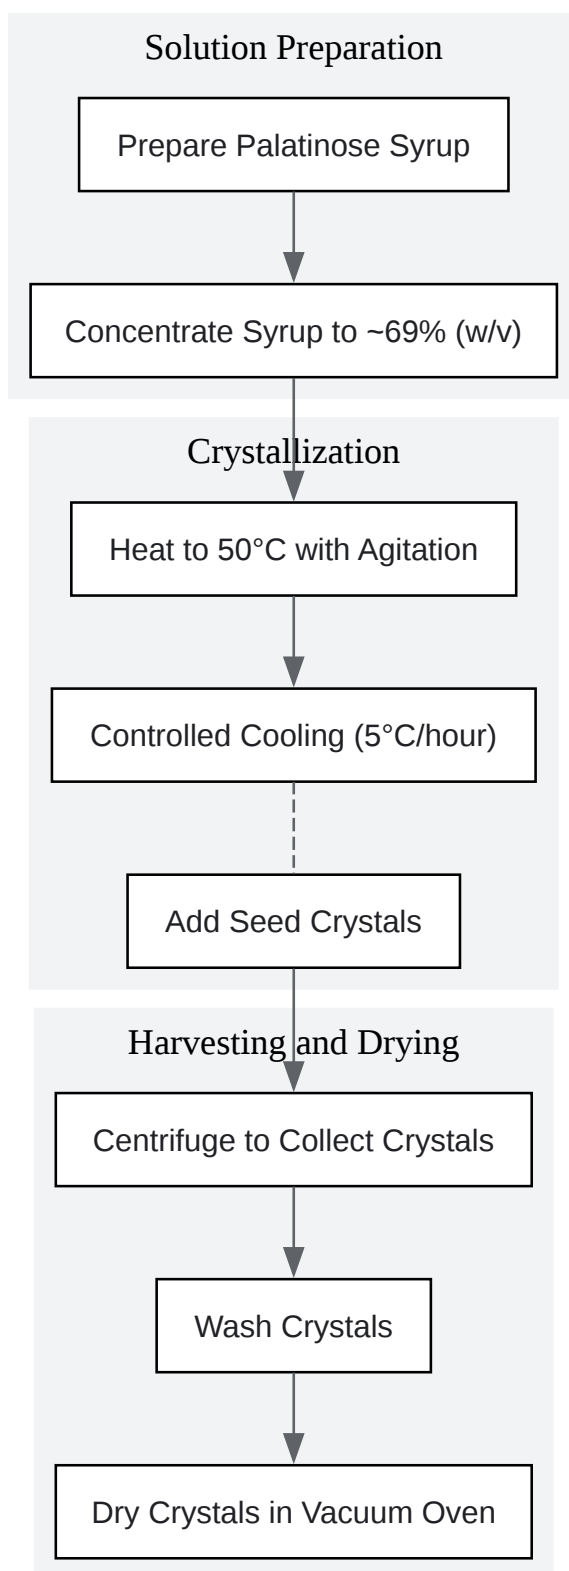 Solution Preparation
Prepare Palatinose Syrup
Concentrate Syrup to ~69% (w/v)
Crystallization
Heat to 50°C with Agitation
Controlled Cooling (5°C/hour)
Add Seed Crystals
Harvesting and Drying
Centrifuge to Collect Crystals
Wash Crystals
Dry Crystals in Vacuum Oven